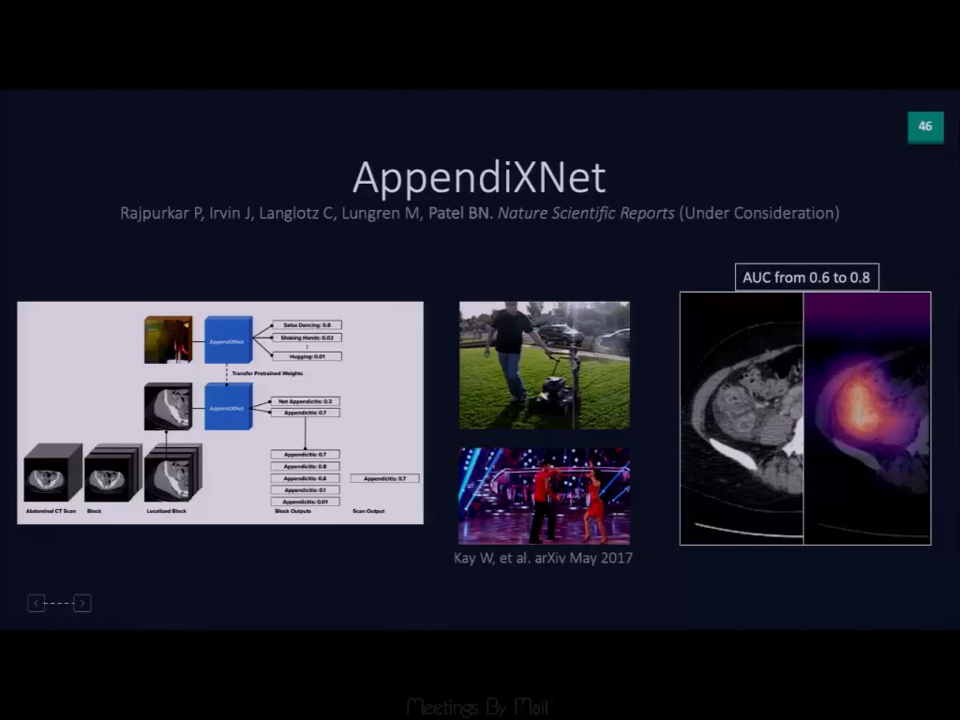 46
AppendiXNet
Rajpurkar P, Irvin J, Langlotz C, Lungren M, Patel BN. Nature Scientific Reports (Under Consideration)
AUC from 0.6 to 0.8
AppendiXNet
Salsa Dancing: 0.8
Shaking Hands: 0.02
Hugging: 0.01
Transfer Pretrained Weights
AppendiXNet
Not Appendicitis: 0.3
Appendicitis: 0.7
Appendicitis: 0.7
Appendicitis: 0.8
Appendicitis: 0.6
Appendicitis: 0.1
Appendicitis: 0.01
Appendicitis: 0.7
Abdominal CT Scan
Block
Localized Block
Block Outputs
Scan Output
Kay W, et al. arXiv May 2017
Meetings By Mail